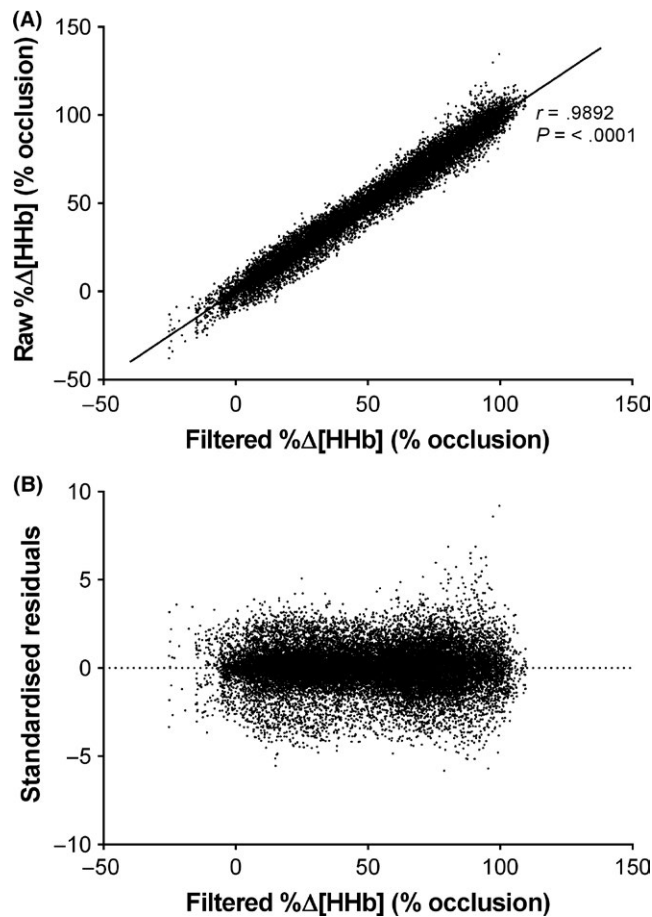 (A)
150
100
50
0
−50
Raw %Δ[HHb] (% occlusion)
r = .9892
P = < .0001
−50 0 50 100 150
Filtered %Δ[HHb] (% occlusion)
(B)
10
5
0
−5
−10
Standardised residuals
−50 0 50 100 150
Filtered %Δ[HHb] (% occlusion)